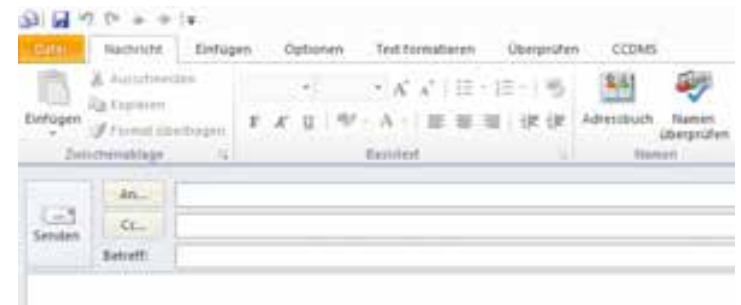 Datei Nachricht Einfügen Optionen Text formatieren Überprüfen CCDMS
Ausschneiden
Kopieren
Format übertragen
Einfügen
F K U A
Adressbuch Namen überprüfen
Zwischenablage Basistext Namen
An...
Cc...
Senden
Betreff: